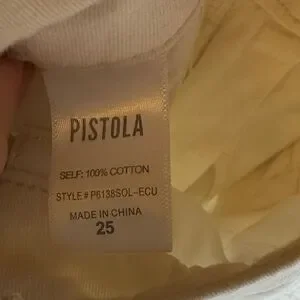 PISTOLA
SELF: 100% COTTON
STYLE# P6138SOL-ECU
MADE IN CHINA
25